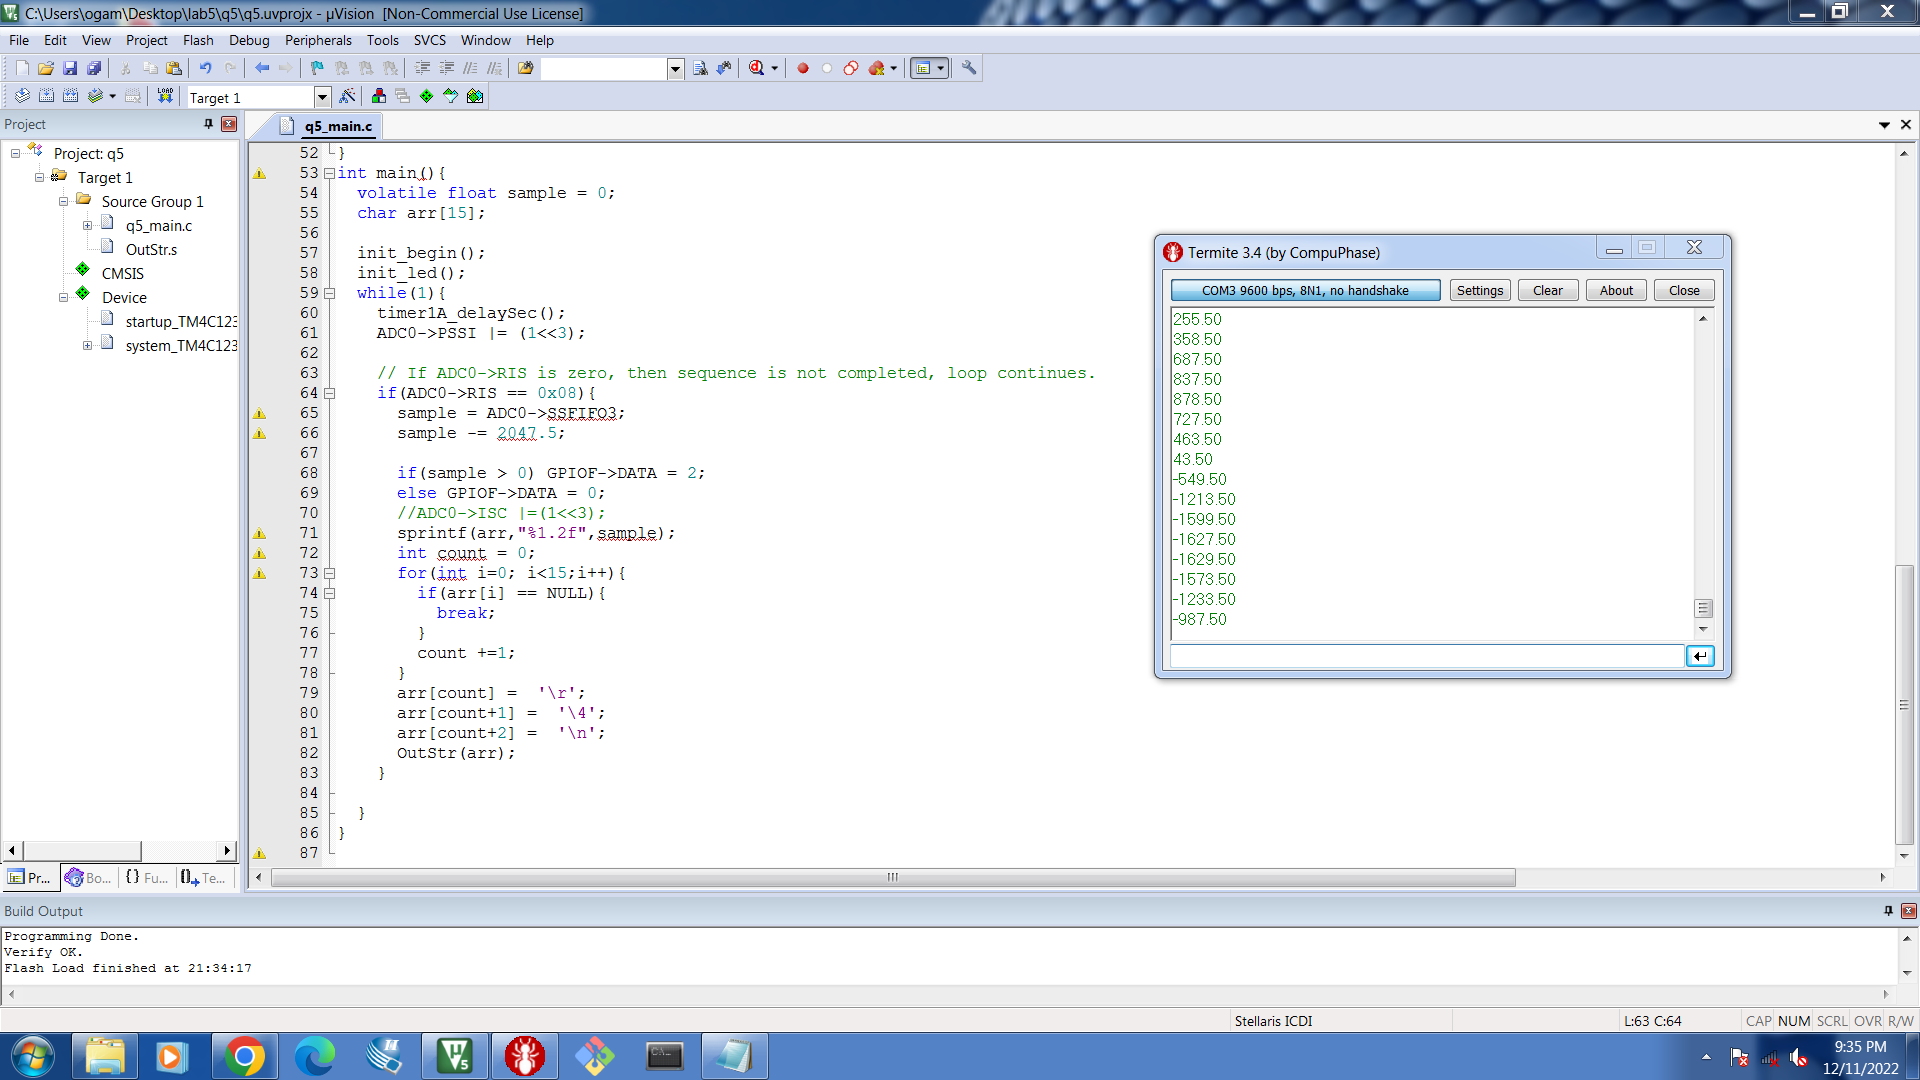 C:\Users\ogam\Desktop\lab5\q5\q5.uvprojx - µVision [Non-Commercial Use License]
File Edit View Project Flash Debug Peripherals Tools SVCS Window Help
LOAD
Target 1
Project
Project: q5
Target 1
Source Group 1
q5_main.c
OutStr.s
CMSIS
Device
startup_TM4C123
system_TM4C123
Pr... Bo... {} Fu... Te...
q5_main.c
52 }
53 int main(){
54 volatile float sample = 0;
55 char arr[15];
56
57 init_begin();
58 init_led();
59 while(1){
60 timer1A_delaySec();
61 ADC0->PSSI |= (1<<3);
62
63 // If ADC0->RIS is zero, then sequence is not completed, loop continues.
64 if(ADC0->RIS == 0x08){
65 sample = ADC0->SSFIFO3;
66 sample -= 2047.5;
67
68 if(sample > 0) GPIOF->DATA = 2;
69 else GPIOF->DATA = 0;
70 //ADC0->ISC |=(1<<3);
71 sprintf(arr,"%1.2f",sample);
72 int count = 0;
73 for(int i=0; i<15;i++){
74 if(arr[i] == NULL){
75 break;
76 }
77 count +=1;
78 }
79 arr[count] = '\r';
80 arr[count+1] = '\4';
81 arr[count+2] = '\n';
82 OutStr(arr);
83 }
84
85 }
86 }
87
Termite 3.4 (by CompuPhase)
COM3 9600 bps, 8N1, no handshake Settings Clear About Close
255.50
358.50
687.50
837.50
878.50
727.50
463.50
43.50
-549.50
-1213.50
-1599.50
-1627.50
-1629.50
-1573.50
-1233.50
-987.50
Build Output
Programming Done.
Verify OK.
Flash Load finished at 21:34:17
Stellaris ICDI L:63 C:64 CAP NUM SCRL OVR R/W
9:35 PM
12/11/2022